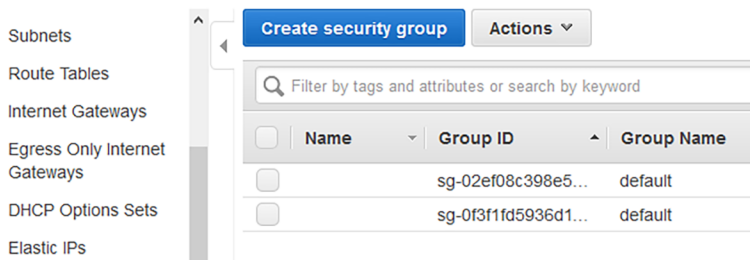 Subnets
Route Tables
Internet Gateways
Egress Only Internet
Gateways
DHCP Options Sets
Elastic IPs
Create security group Actions
Filter by tags and attributes or search by keyword
Name Group ID Group Name
sg-02ef08c398e5... default
sg-0f3f1fd5936d1... default